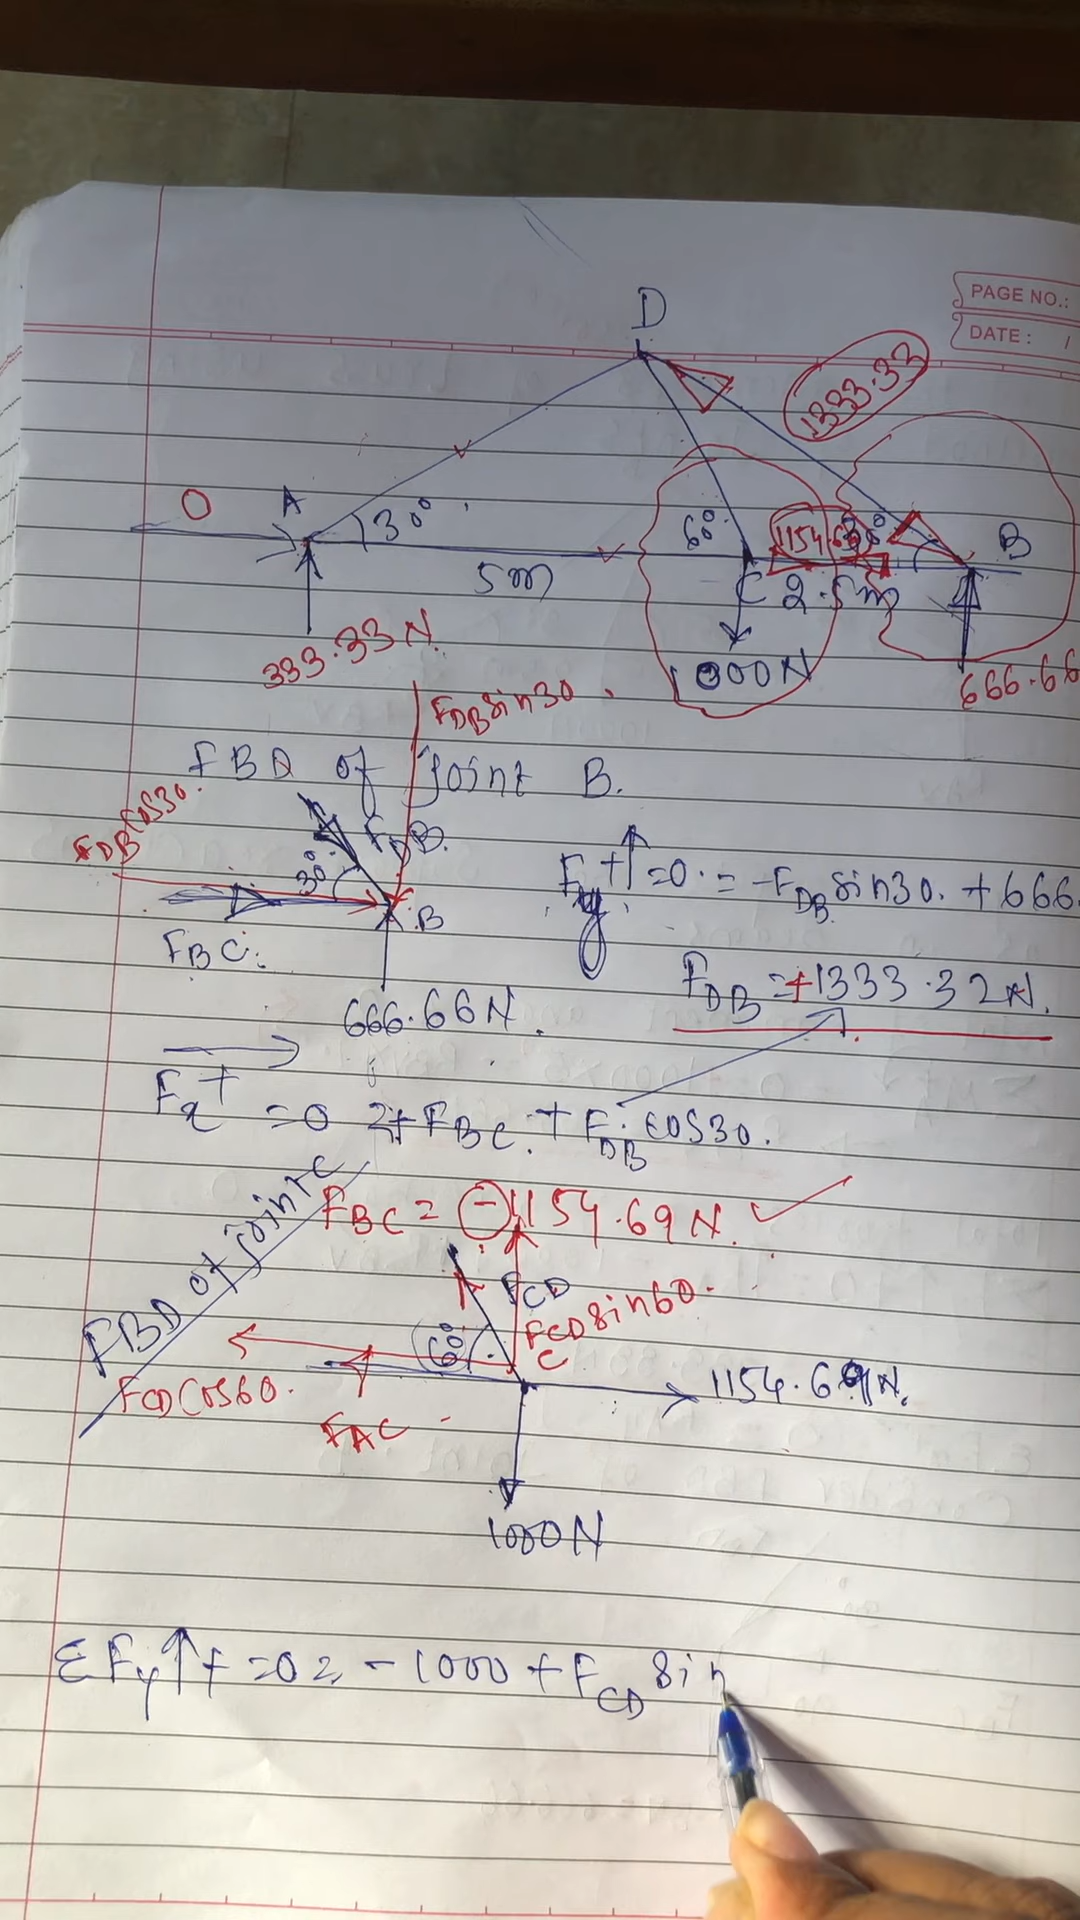 PAGE NO.:
DATE: /
D
1333.33
O A 30° 60° 1154.69 30° B
5m C 2.5m
333.33 N 1000N 666.66
FDB sin30
FBD of joint B.
FDB cos30. FDB
30° B
Fy + ↑ = 0 = -FDB sin30. + 666.
FBC
FDB = +1333.32N.
666.66N.
→
Fx + = 0 = + FBC + FDB cos30.
FBD of joint C
FBC = -1154.69 N.
FCD
60° FCD sin60.
C
FCD cos60. 1154.69N.
FAC
1000N
ΣFy ↑ + = 0 = -1000 + FCD sin